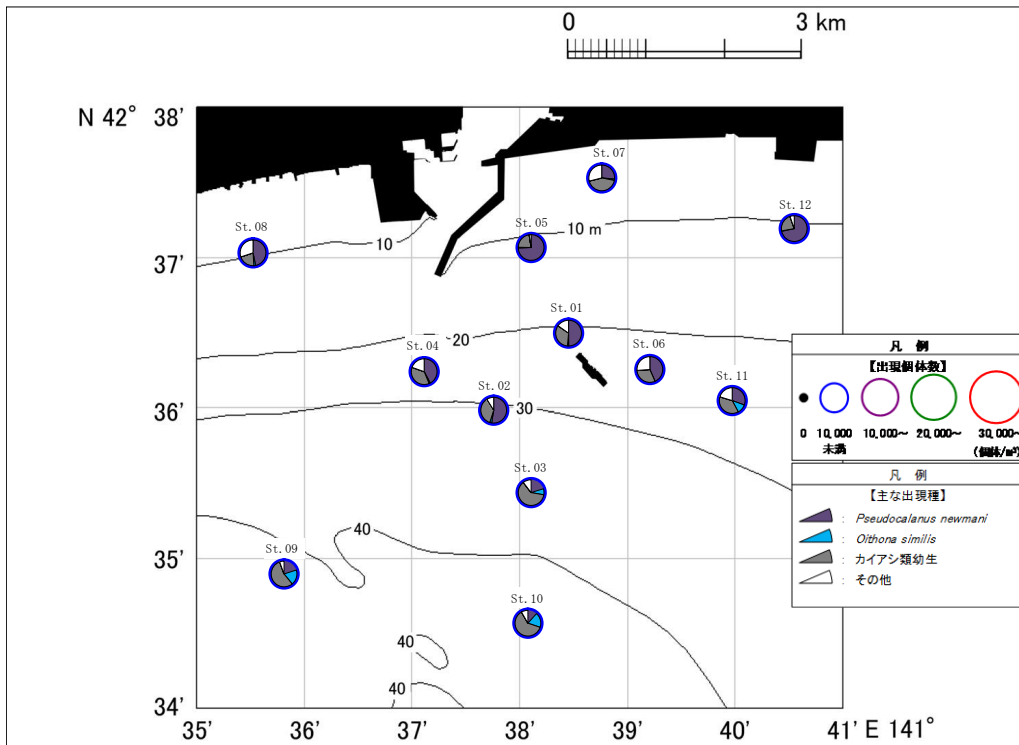 0 3 km
N 42° 38'
St.07
St.12
St.08
St.05
10 m
10
37'
St.01
20
St.04
St.06
St.11
St.02
36'
30
St.03
40
St.09
35'
St.10
40
40
34'
35' 36' 37' 38' 39' 40' 41' E 141°
凡 例
【出現個体数】
0 10,000未満 10,000~ 20,000~ 30,000~
(個体/m³)
凡 例
【主な出現種】
: Pseudocalanus newmani
: Oithona similis
: カイアシ類幼生
: その他